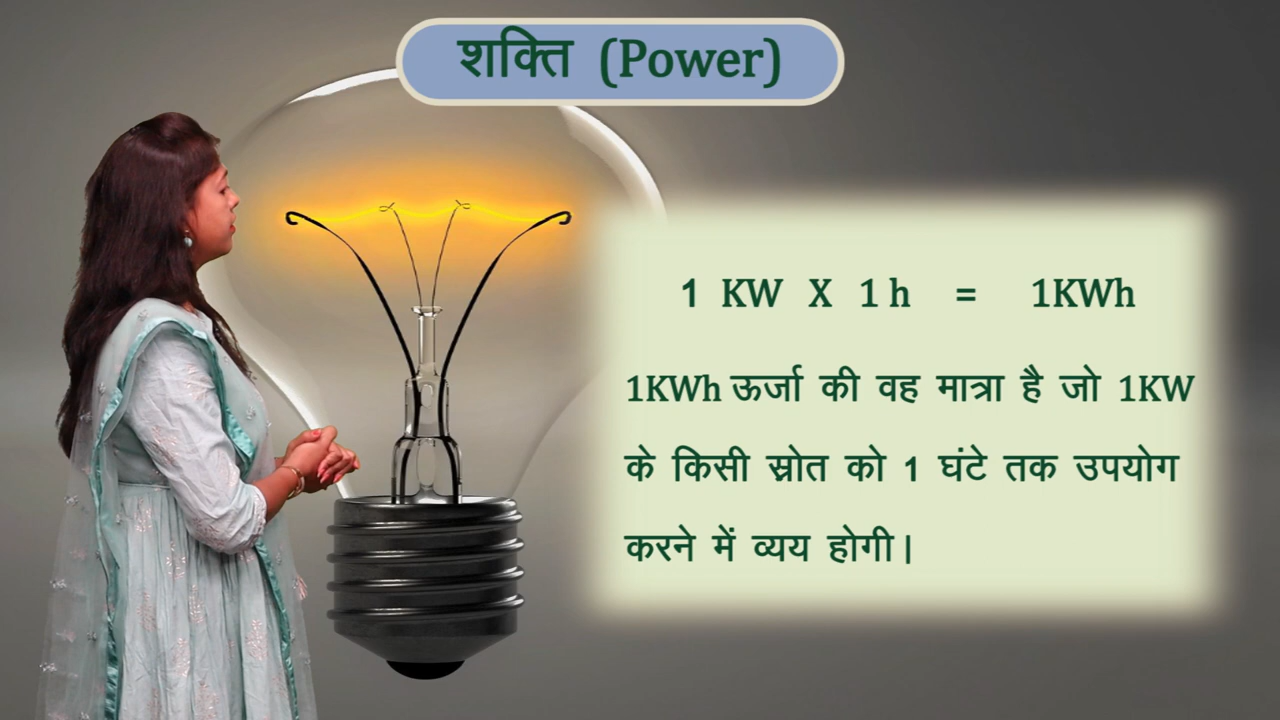 शक्ति (Power)
1 KW X 1 h = 1KWh
1KWh ऊर्जा की वह मात्रा है जो 1KW
के किसी स्रोत को 1 घंटे तक उपयोग
करने में व्यय होगी।